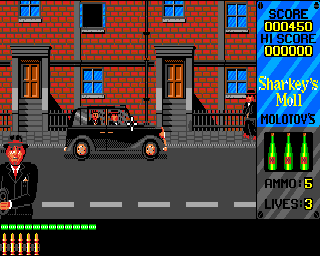 SCORE
000450
HI SCORE
000000
Sharkey's
Moll
MOLOTOV'S
AMMO:5
LIVES:3